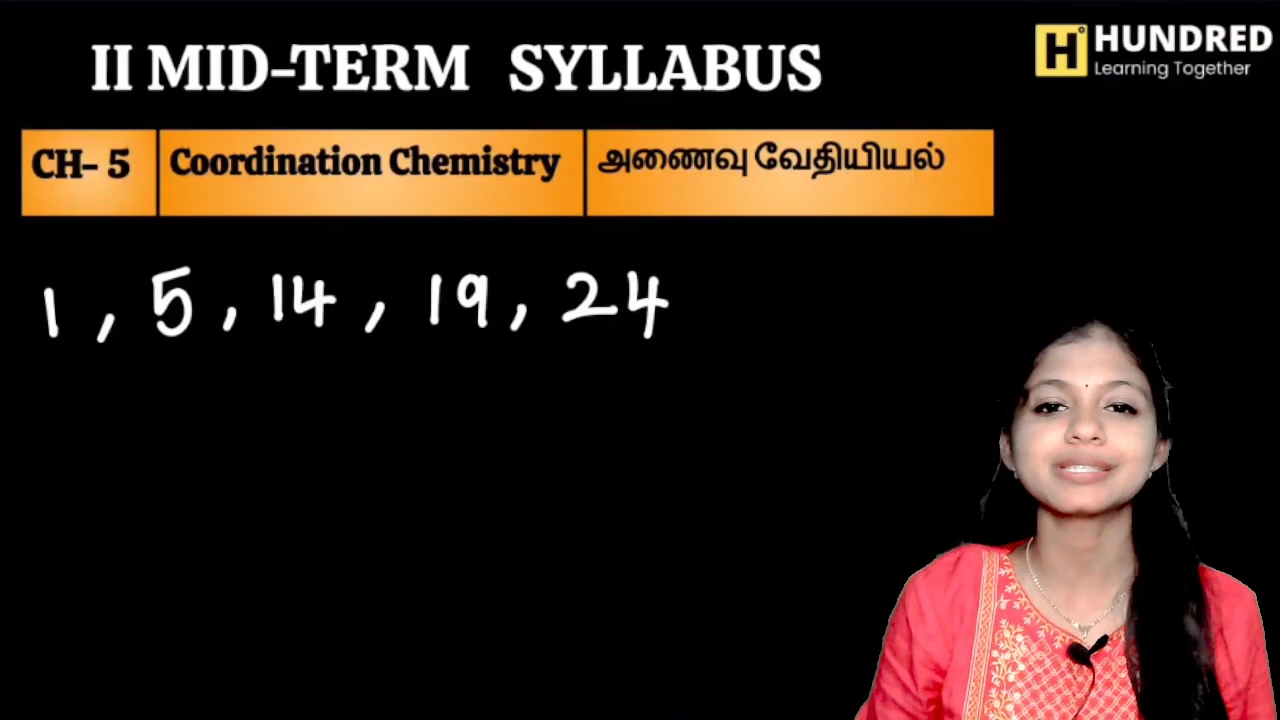 II MID-TERM SYLLABUS
H HUNDRED
Learning Together
CH- 5 Coordination Chemistry அணைவு வேதியியல்
1 , 5 , 14 , 19 , 24